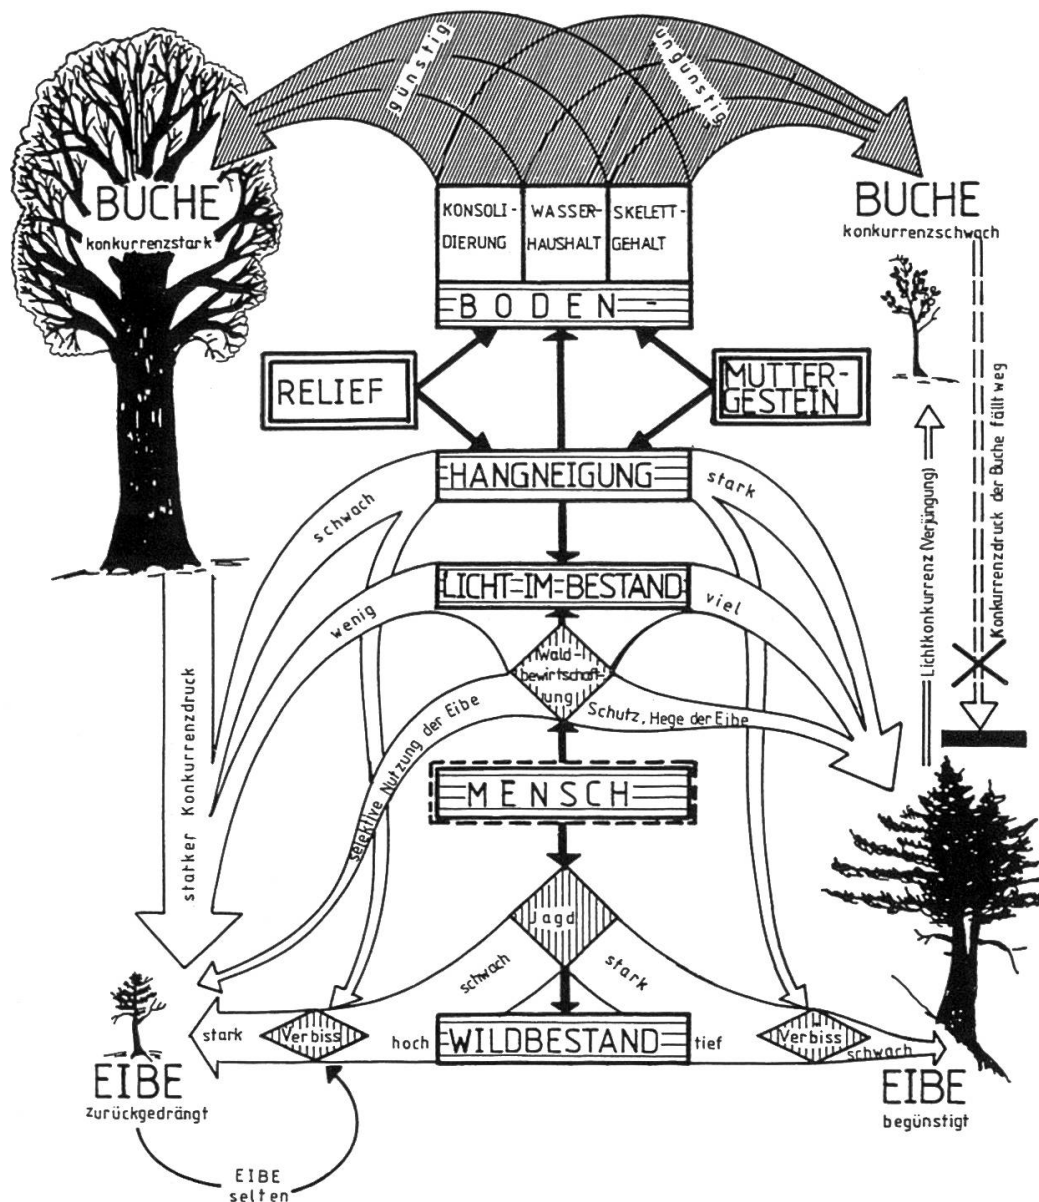 günstig
ungünstig
BUCHE
konkurrenzstark
KONSOLI-
DIERUNG
WASSER-
HAUSHALT
SKELETT-
GEHALT
BODEN-
BUCHE
konkurrenzschwach
RELIEF
MUTTER-
GESTEIN
HANGNEIGUNG
schwach
stark
LICHT-IM-BESTAND
wenig
viel
Wald-
bewirtschaft-
ung
selektive Nutzung der Eibe
Schutz, Hege der Eibe
starker Konkurrenzdruck
Lichtkonkurrenz (Verjüngung)
Konkurrenzdruck der Buche fällt weg
MENSCH
Jagd
schwach
stark
stark
Verbiss
hoch
WILDBESTAND
tief
Verbiss
schwach
EIBE
zurückgedrängt
EIBE
begünstigt
EIBE
selten